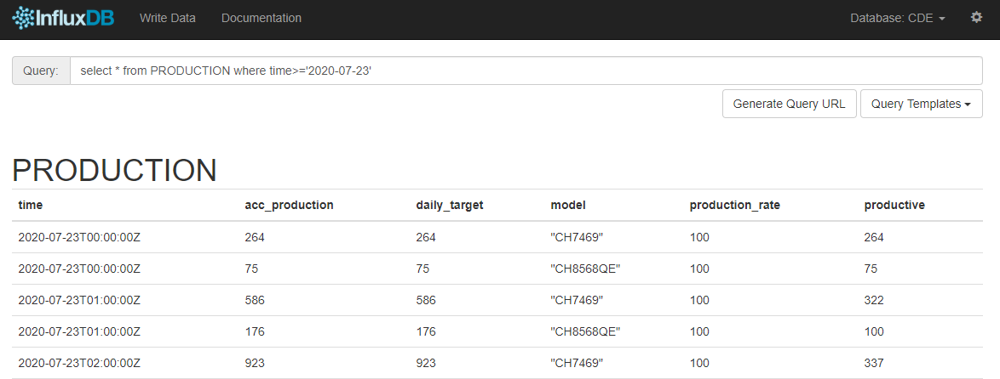 InfluxDB Write Data Documentation Database: CDE
Query: select * from PRODUCTION where time>='2020-07-23'
Generate Query URL Query Templates
PRODUCTION
time acc_production daily_target model production_rate productive
2020-07-23T00:00:00Z 264 264 "CH7469" 100 264
2020-07-23T00:00:00Z 75 75 "CH8568QE" 100 75
2020-07-23T01:00:00Z 586 586 "CH7469" 100 322
2020-07-23T01:00:00Z 176 176 "CH8568QE" 100 100
2020-07-23T02:00:00Z 923 923 "CH7469" 100 337